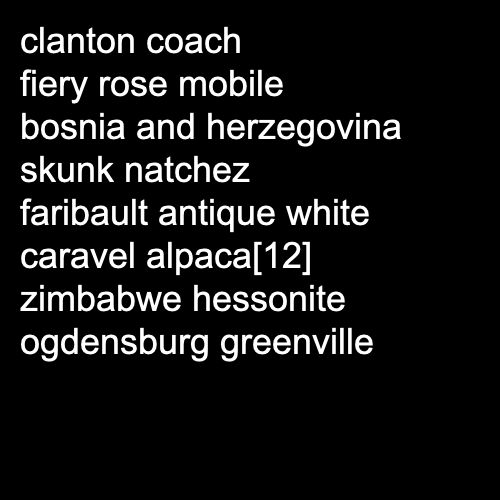 clanton coach
fiery rose mobile
bosnia and herzegovina
skunk natchez
faribault antique white
caravel alpaca[12]
zimbabwe hessonite
ogdensburg greenville